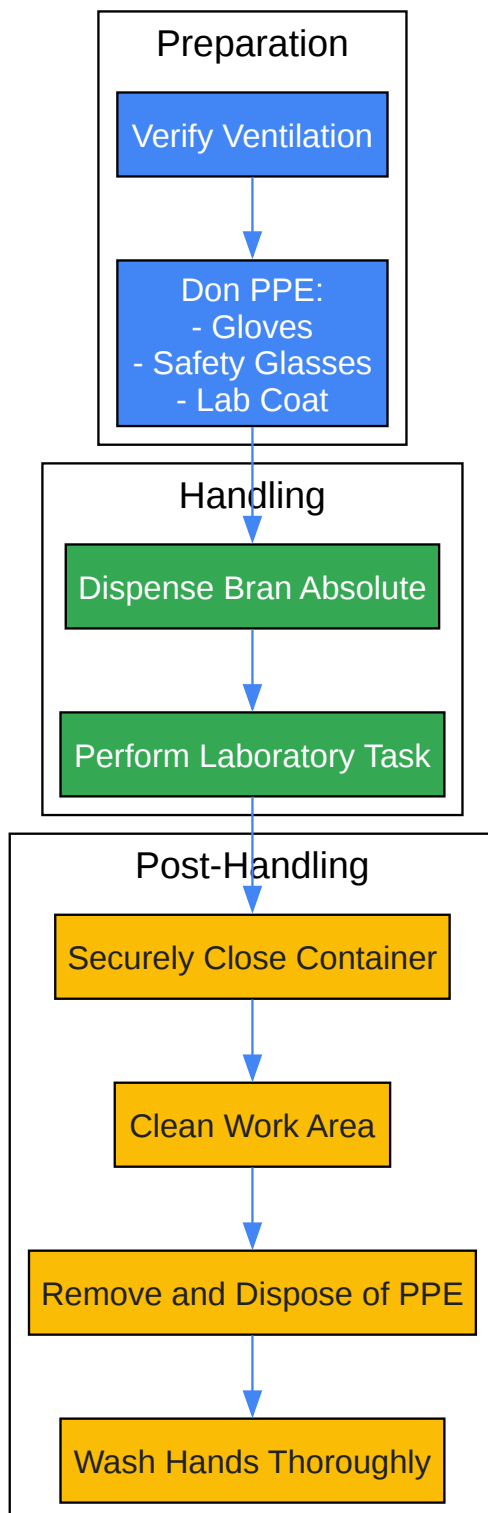 Preparation
Verify Ventilation
Don PPE:
- Gloves
- Safety Glasses
- Lab Coat
Handling
Dispense Bran Absolute
Perform Laboratory Task
Post-Handling
Securely Close Container
Clean Work Area
Remove and Dispose of PPE
Wash Hands Thoroughly